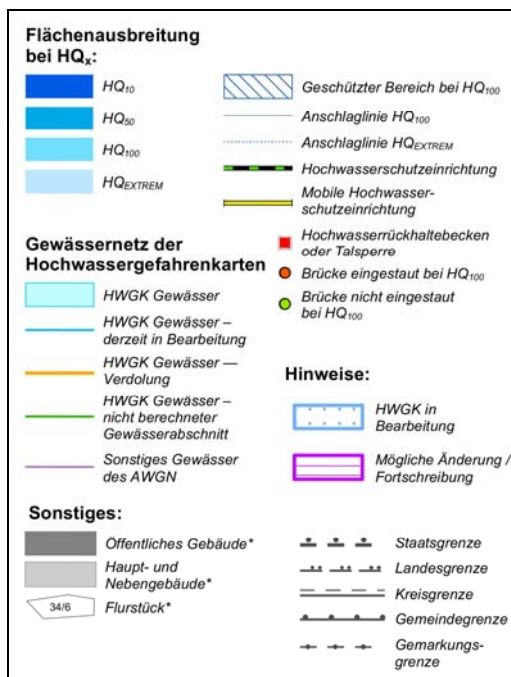 Flächenausbreitung
bei HQx:
HQ10
HQ50
HQ100
HQEXTREM
Geschützter Bereich bei HQ100
Anschlaglinie HQ100
Anschlaglinie HQEXTREM
Hochwasserschutzeinrichtung
Mobile Hochwasser-
schutzeinrichtung
Hochwasserrückhaltebecken
oder Talsperre
Brücke eingestaut bei HQ100
Brücke nicht eingestaut
bei HQ100
Gewässernetz der
Hochwassergefahrenkarten
HWGK Gewässer
HWGK Gewässer –
derzeit in Bearbeitung
HWGK Gewässer —
Verdolung
HWGK Gewässer –
nicht berechneter
Gewässerabschnitt
Sonstiges Gewässer
des AWGN
Hinweise:
HWGK in
Bearbeitung
Mögliche Änderung /
Fortschreibung
Sonstiges:
Öffentliches Gebäude*
Haupt- und
Nebengebäude*
34/6
Flurstück*
Staatsgrenze
Landesgrenze
Kreisgrenze
Gemeindegrenze
Gemarkungs-
grenze